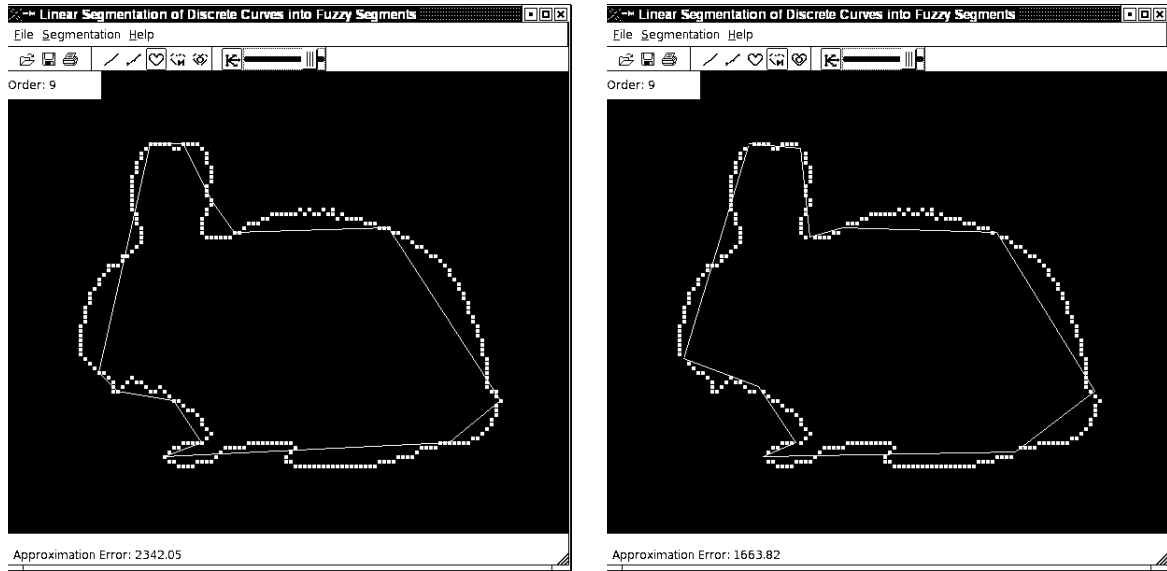 Linear Segmentation of Discrete Curves into Fuzzy Segments
File Segmentation Help
Order: 9
Approximation Error: 2342.05
Linear Segmentation of Discrete Curves into Fuzzy Segments
File Segmentation Help
Order: 9
Approximation Error: 1663.82